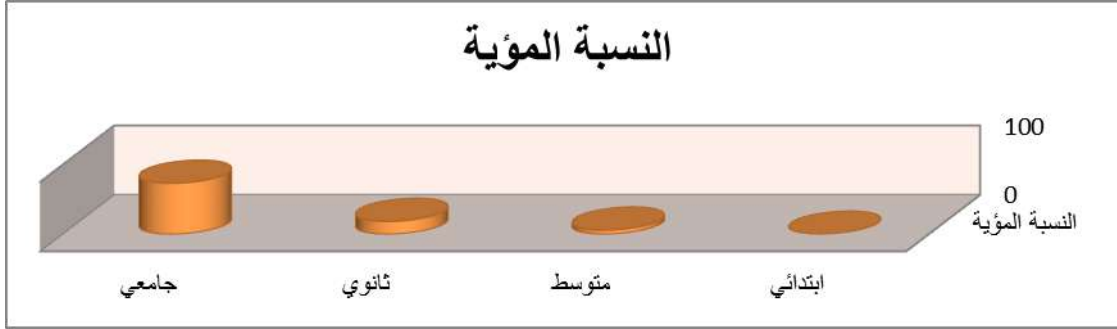 النسبة المؤية
100
0
النسبة المؤية
ابتدائي
متوسط
ثانوي
جامعي